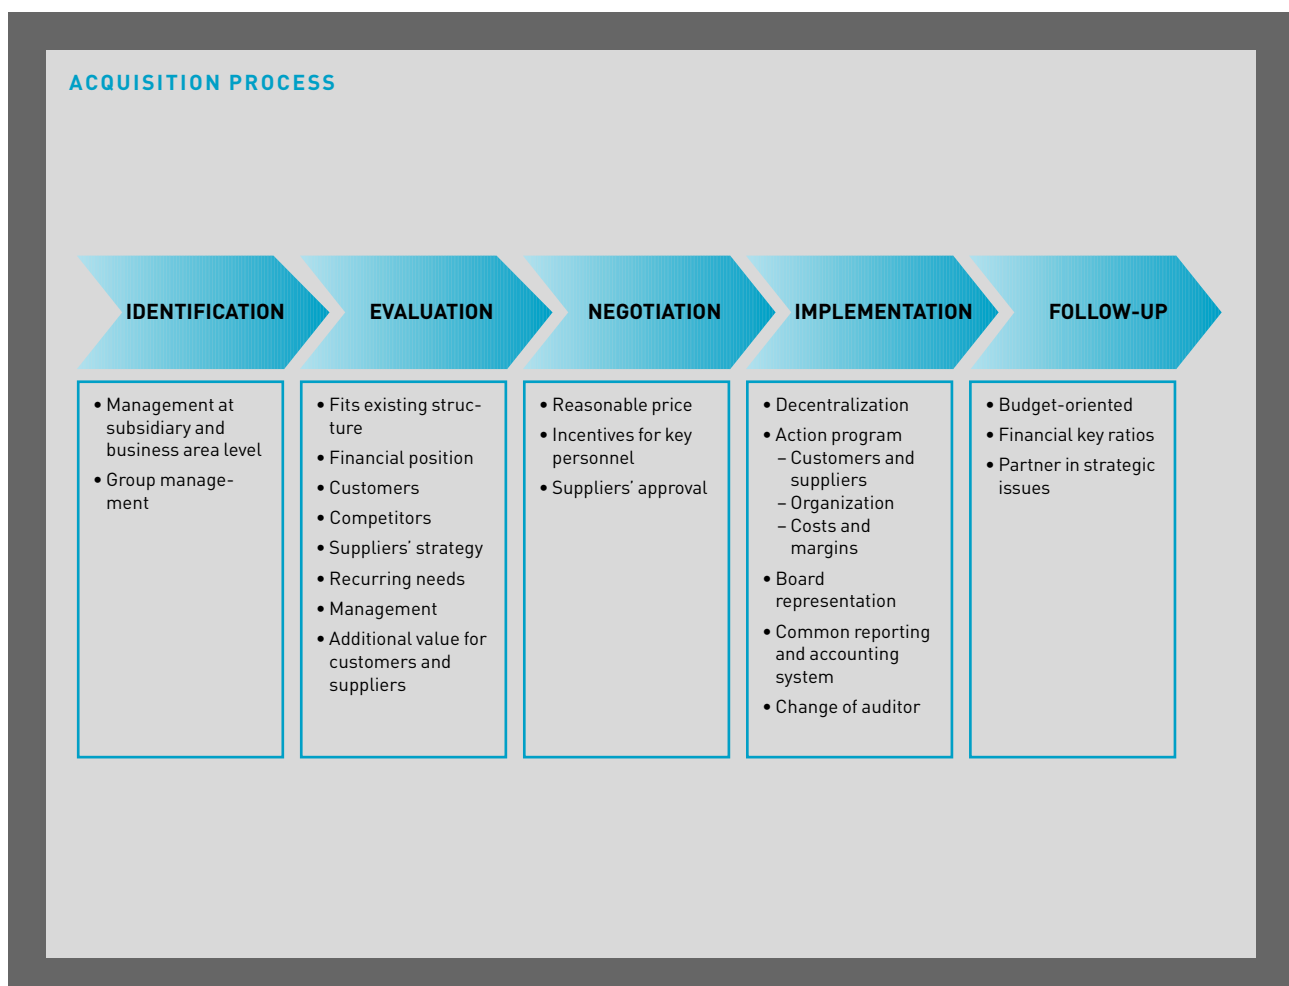 ACQUISITION PROCESS
IDENTIFICATION
• Management at
subsidiary and
business area level
• Group manage-
ment
EVALUATION
• Fits existing struc-
ture
• Financial position
• Customers
• Competitors
• Suppliers’ strategy
• Recurring needs
• Management
• Additional value for
customers and
suppliers
NEGOTIATION
• Reasonable price
• Incentives for key
personnel
• Suppliers’ approval
IMPLEMENTATION
• Decentralization
• Action program
– Customers and
suppliers
– Organization
– Costs and
margins
• Board
representation
• Common reporting
and accounting
system
• Change of auditor
FOLLOW-UP
• Budget-oriented
• Financial key ratios
• Partner in strategic
issues